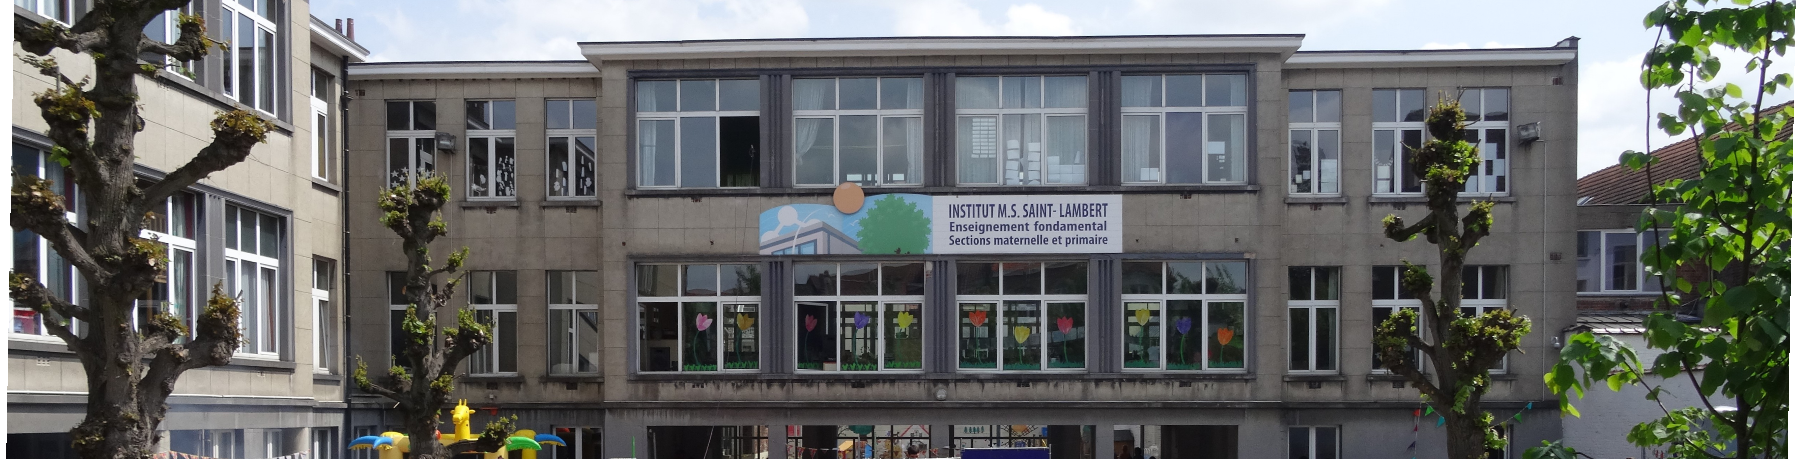 INSTITUT M.S. SAINT- LAMBERT
Enseignement fondamental
Sections maternelle et primaire